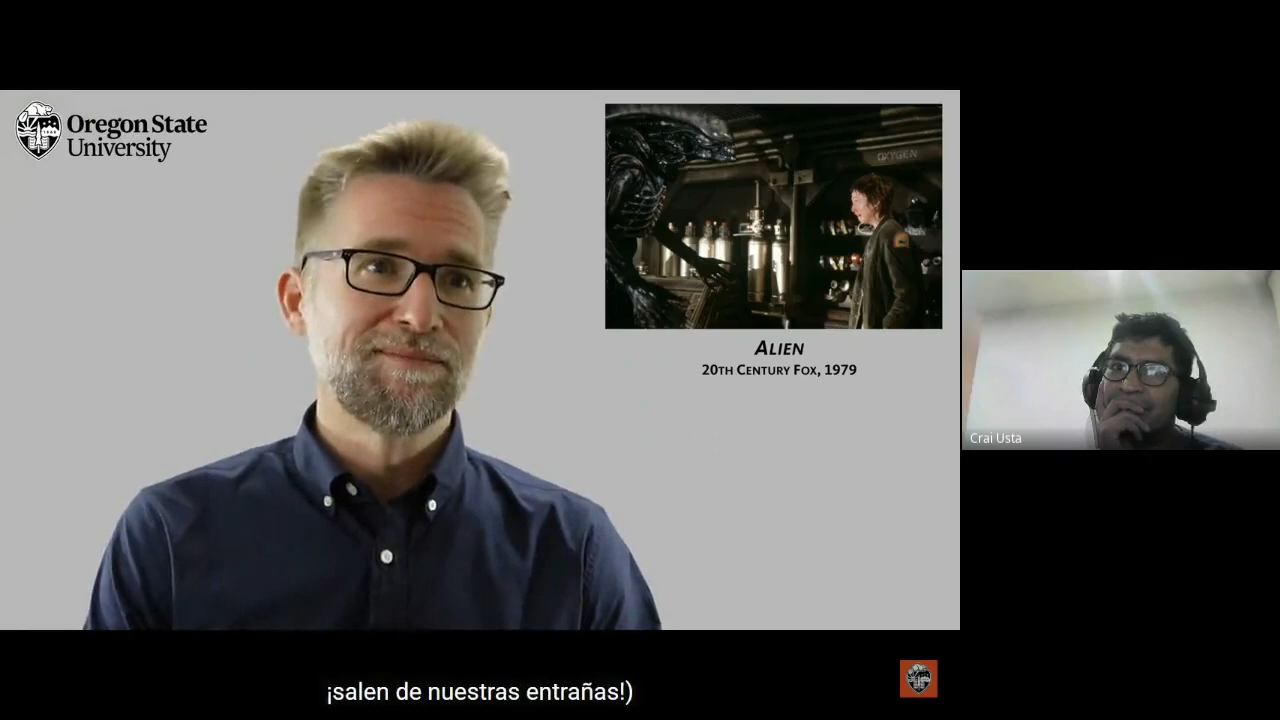 Oregon State
University
OXYGEN
ALIEN
20TH CENTURY FOX, 1979
Crai Usta
¡salen de nuestras entrañas!)